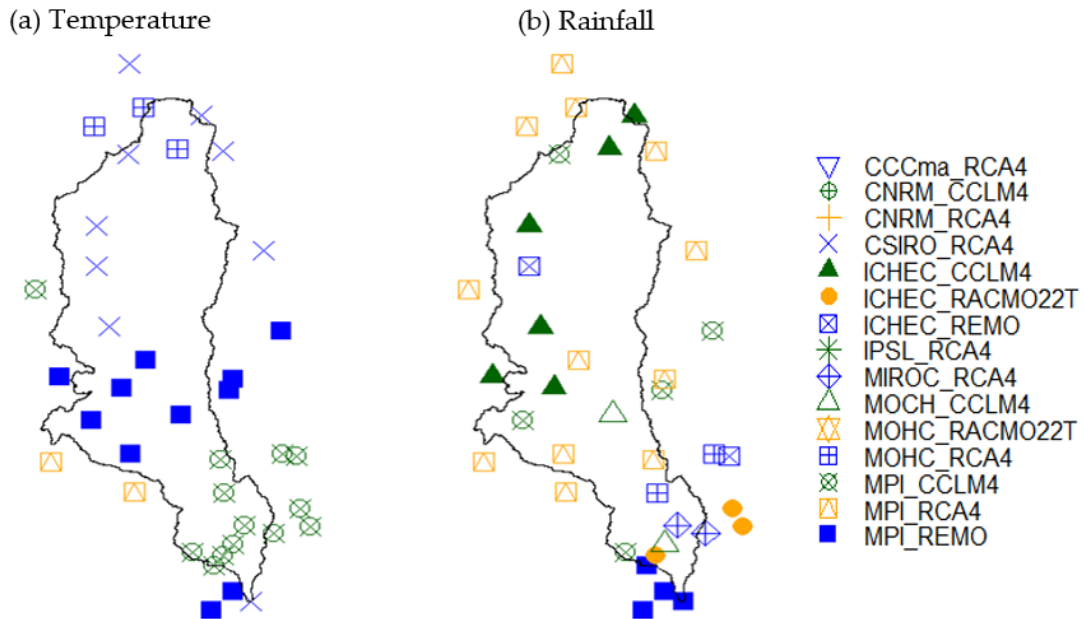 (a) Temperature
(b) Rainfall
CCCma_RCA4
CNRM_CCLM4
CNRM_RCA4
CSIRO_RCA4
ICHEC_CCLM4
ICHEC_RACMO22T
ICHEC_REMO
IPSL_RCA4
MIROC_RCA4
MOCH_CCLM4
MOHC_RACMO22T
MOHC_RCA4
MPI_CCLM4
MPI_RCA4
MPI_REMO